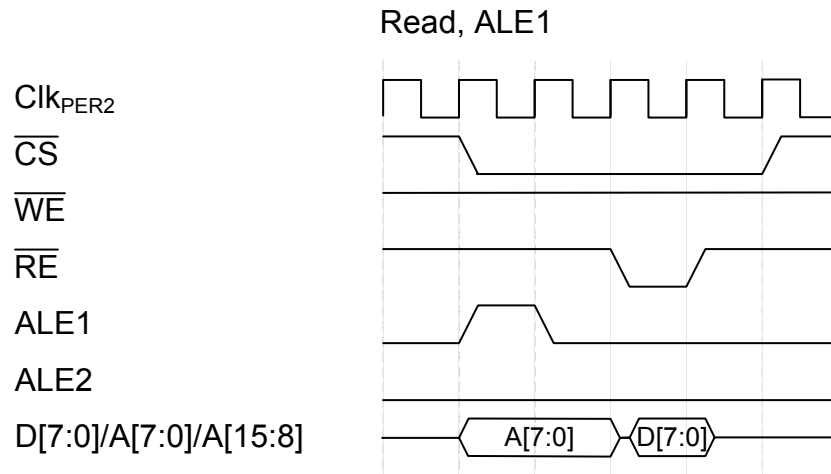 Read, ALE1
ClkPER2
CS
WE
RE
ALE1
ALE2
D[7:0]/A[7:0]/A[15:8] A[7:0] D[7:0]